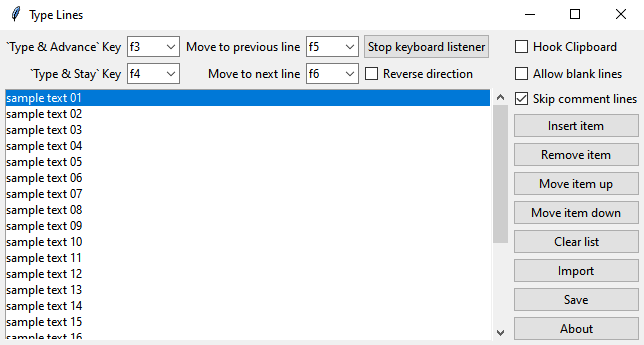 Type Lines
`Type & Advance` Key f3 Move to previous line f5 Stop keyboard listener Hook Clipboard
`Type & Stay` Key f4 Move to next line f6 Reverse direction Allow blank lines
Skip comment lines
sample text 01
sample text 02
sample text 03
sample text 04
sample text 05
sample text 06
sample text 07
sample text 08
sample text 09
sample text 10
sample text 11
sample text 12
sample text 13
sample text 14
sample text 15
sample text 16
Insert item
Remove item
Move item up
Move item down
Clear list
Import
Save
About